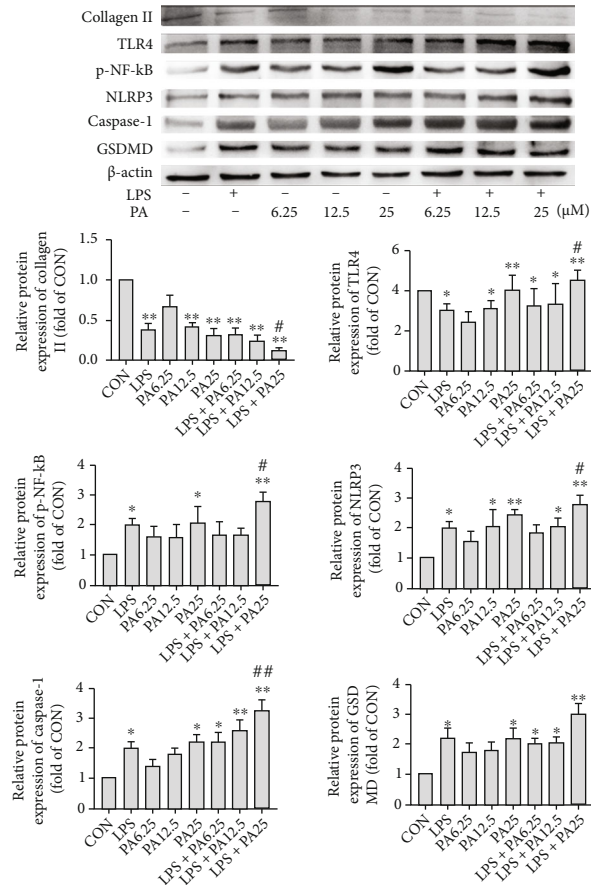 Collagen II
TLR4
p-NF-kB
NLRP3
Caspase-1
GSDMD
β-actin
LPS – + – – – + + +
PA – – 6.25 12.5 25 6.25 12.5 25 (μM)
Relative protein
expression of collagen
II (fold of CON)
1.5
1.0
0.5
0.0
** ** ** ** ** # **
CON LPS PA6.25 PA12.5 PA25 LPS + PA6.25 LPS + PA12.5 LPS + PA25
Relative protein
expression of TLR4
(fold of CON)
6
4
2
0
* * ** * * # **
CON LPS PA6.25 PA12.5 PA25 LPS + PA6.25 LPS + PA12.5 LPS + PA25
Relative protein
expression of p-NF-kB
(fold of CON)
4
3
2
1
0
* * # **
CON LPS PA6.25 PA12.5 PA25 LPS + PA6.25 LPS + PA12.5 LPS + PA25
Relative protein
expression of NLRP3
(fold of CON)
4
3
2
1
0
* * ** * # **
CON LPS PA6.25 PA12.5 PA25 LPS + PA6.25 LPS + PA12.5 LPS + PA25
Relative protein
expression of caspase-1
(fold of CON)
4
3
2
1
0
* * * ** ## **
CON LPS PA6.25 PA12.5 PA25 LPS + PA6.25 LPS + PA12.5 LPS + PA25
Relative protein
expression of GSD
MD (fold of CON)
4
3
2
1
0
* * * * **
CON LPS PA6.25 PA12.5 PA25 LPS + PA6.25 LPS + PA12.5 LPS + PA25